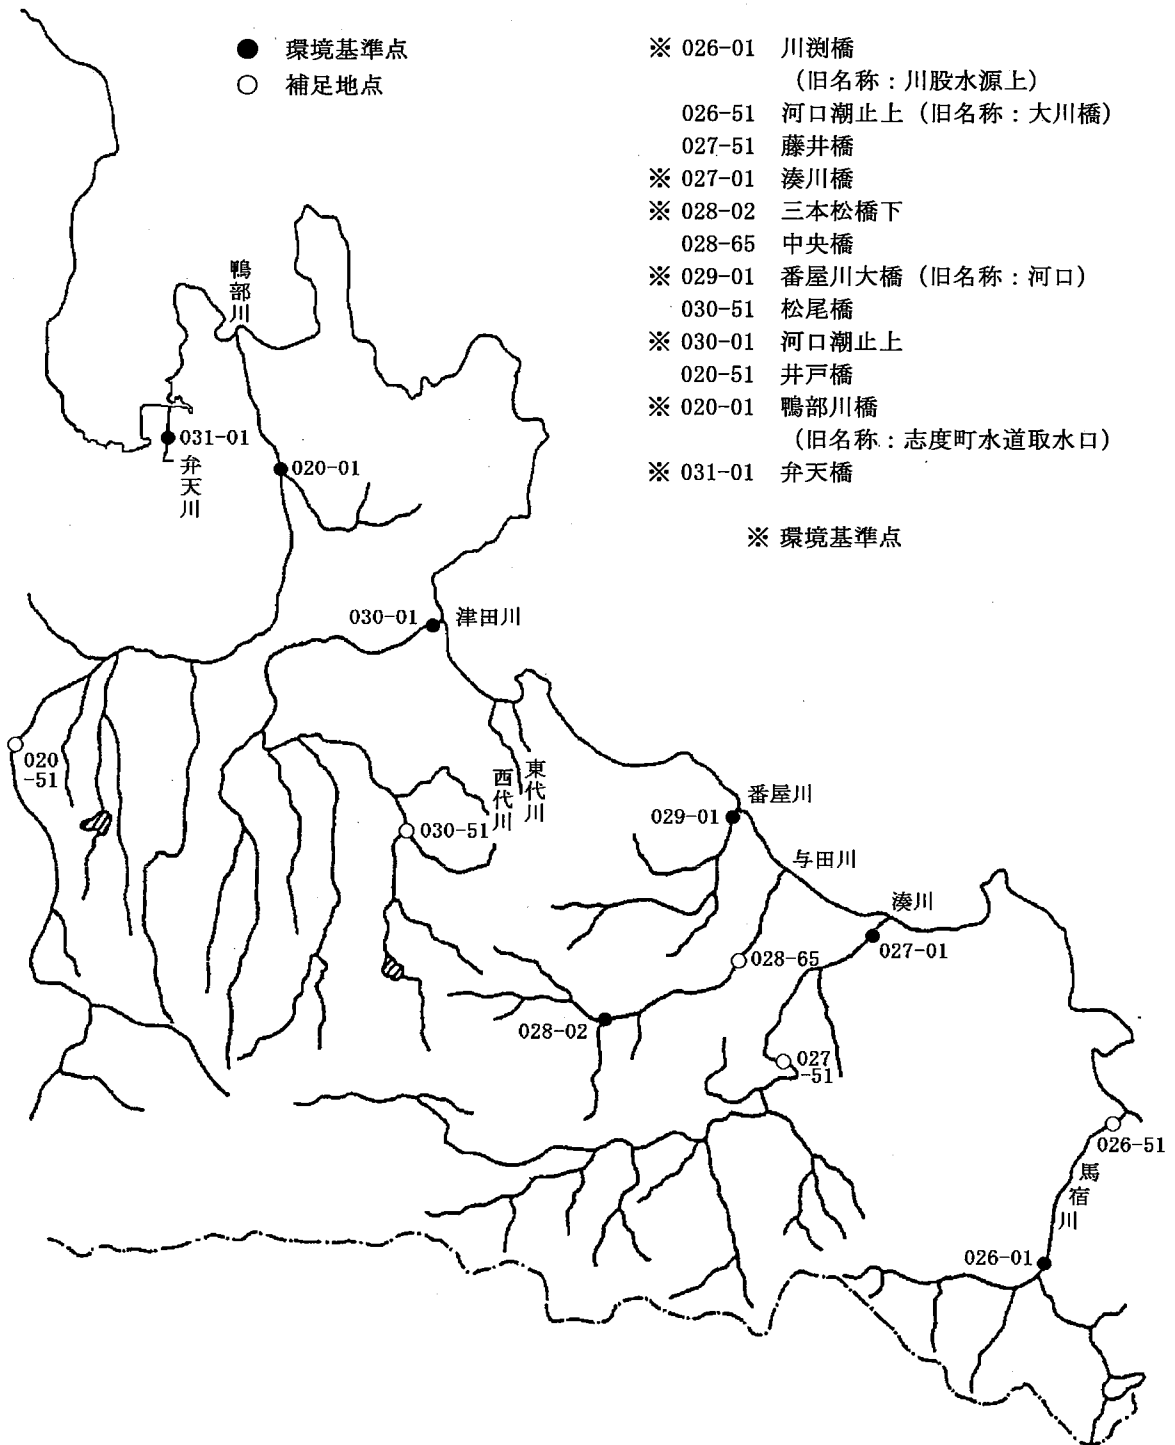 ● 環境基準点
○ 補足地点
※ 026-01 川渕橋
（旧名称：川股水源上）
026-51 河口潮止上（旧名称：大川橋）
027-51 藤井橋
※ 027-01 湊川橋
※ 028-02 三本松橋下
028-65 中央橋
※ 029-01 番屋川大橋（旧名称：河口）
030-51 松尾橋
※ 030-01 河口潮止上
020-51 井戸橋
※ 020-01 鴨部川橋
（旧名称：志度町水道取水口）
※ 031-01 弁天橋
※ 環境基準点
鴨部川
031-01
弁天川
020-01
030-01
津田川
020
-51
西代川
東代川
030-51
番屋川
029-01
与田川
湊川
027-01
028-65
028-02
027
-51
026-51
馬宿川
026-01